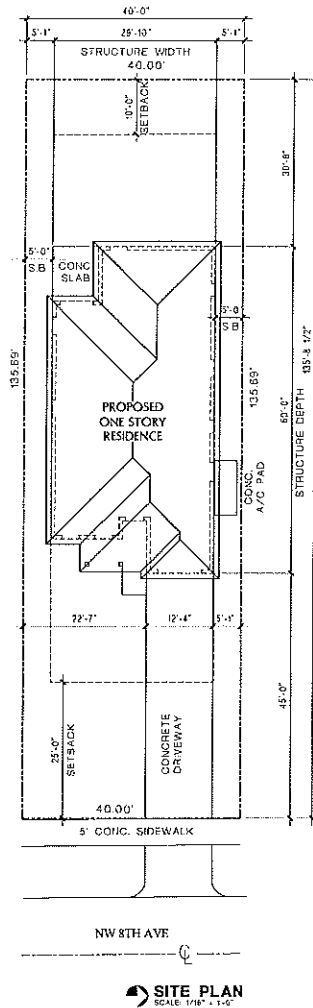 40'-0"
5'-1"
29'-10"
5'-1"
STRUCTURE WIDTH
40.00'
10'-0"
SETBACK
30'-8"
5'-0"
S.B
CONC
SLAB
5'-0
S.B
135.69'
135.69'
135'-8 1/2"
PROPOSED
ONE STORY
RESIDENCE
60'-0"
STRUCTURE DEPTH
CONC.
A/C PAD
22'-7"
12'-4"
5'-1"
25'-0"
SETBACK
CONCRETE
DRIVEWAY
45'-0"
40.00'
5' CONC. SIDEWALK
NW 8TH AVE
SITE PLAN